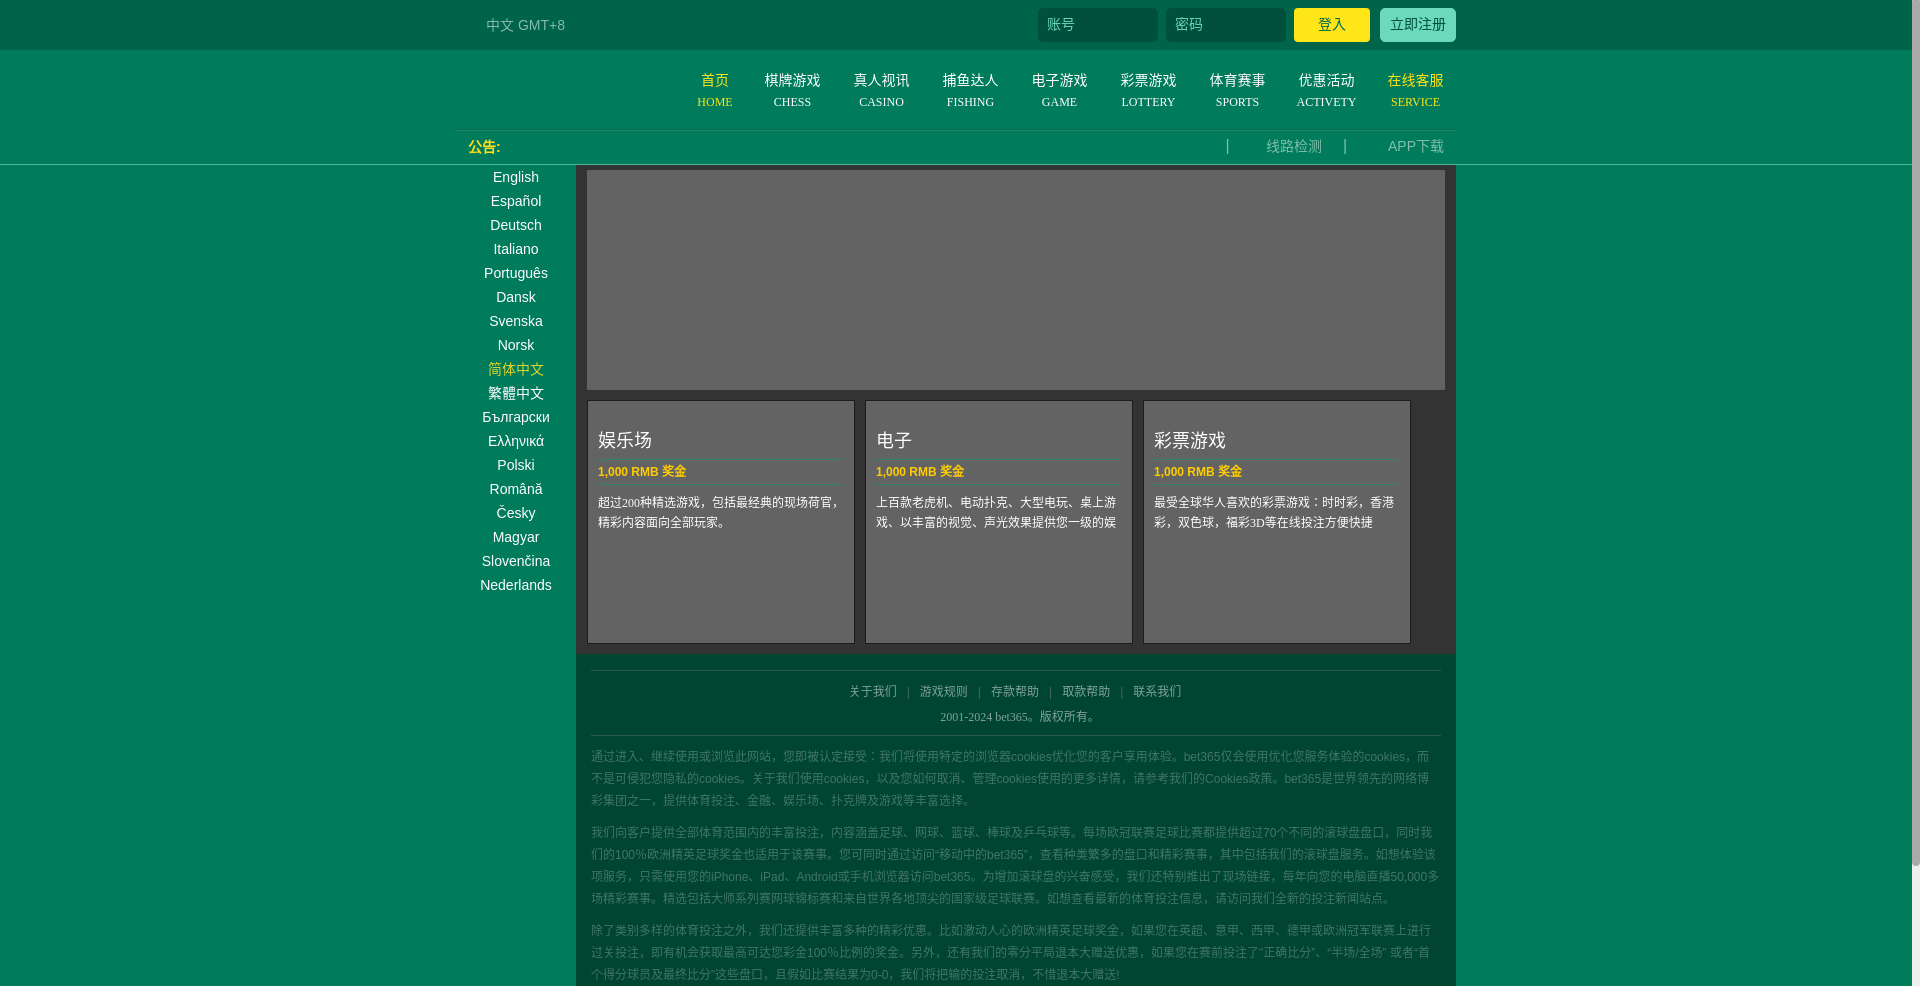 中文 GMT+8
账号
密码
登入
立即注册
首页
棋牌游戏
真人视讯
捕鱼达人
电子游戏
彩票游戏
体育赛事
优惠活动
在线客服
HOME
CHESS
CASINO
FISHING
GAME
LOTTERY
SPORTS
ACTIVETY
SERVICE
公告:
|
线路检测
|
APP下载
English
Español
Deutsch
Italiano
Português
Dansk
Svenska
Norsk
简体中文
繁體中文
Български
Ελληνικά
Polski
Română
Česky
Magyar
Slovenčina
Nederlands
娱乐场
1,000 RMB 奖金
超过200种精选游戏，包括最经典的现场荷官，
精彩内容面向全部玩家。
电子
1,000 RMB 奖金
上百款老虎机、电动扑克、大型电玩、桌上游
戏、以丰富的视觉、声光效果提供您一级的娱
彩票游戏
1,000 RMB 奖金
最受全球华人喜欢的彩票游戏：时时彩，香港
彩，双色球，福彩3D等在线投注方便快捷
关于我们 | 游戏规则 | 存款帮助 | 取款帮助 | 联系我们
2001-2024 bet365。版权所有。
通过进入、继续使用或浏览此网站，您即被认定接受：我们将使用特定的浏览器cookies优化您的客户享用体验。bet365仅会使用优化您服务体验的cookies，而
不是可侵犯您隐私的cookies。关于我们使用cookies，以及您如何取消、管理cookies使用的更多详情，请参考我们的Cookies政策。bet365是世界领先的网络博
彩集团之一，提供体育投注、金融、娱乐场、扑克牌及游戏等丰富选择。
我们向客户提供全部体育范围内的丰富投注，内容涵盖足球、网球、篮球、棒球及乒乓球等。每场欧冠联赛足球比赛都提供超过70个不同的滚球盘盘口，同时我
们的100%欧洲精英足球奖金也适用于该赛事。您可同时通过访问“移动中的bet365”，查看种类繁多的盘口和精彩赛事，其中包括我们的滚球盘服务。如想体验该
项服务，只需使用您的iPhone、iPad、Android或手机浏览器访问bet365。为增加滚球盘的兴奋感受，我们还特别推出了现场链接，每年向您的电脑直播50,000多
场精彩赛事。精选包括大师系列赛网球锦标赛和来自世界各地顶尖的国家级足球联赛。如想查看最新的体育投注信息，请访问我们全新的投注新闻站点。
除了类别多样的体育投注之外，我们还提供丰富多种的精彩优惠。比如激动人心的欧洲精英足球奖金，如果您在英超、意甲、西甲、德甲或欧洲冠军联赛上进行
过关投注，即有机会获取最高可达您彩金100%比例的奖金。另外，还有我们的零分平局退本大赠送优惠，如果您在赛前投注了“正确比分”、“半场/全场” 或者“首
个得分球员及最终比分”这些盘口，且假如比赛结果为0-0，我们将把输的投注取消，不惜退本大赠送!